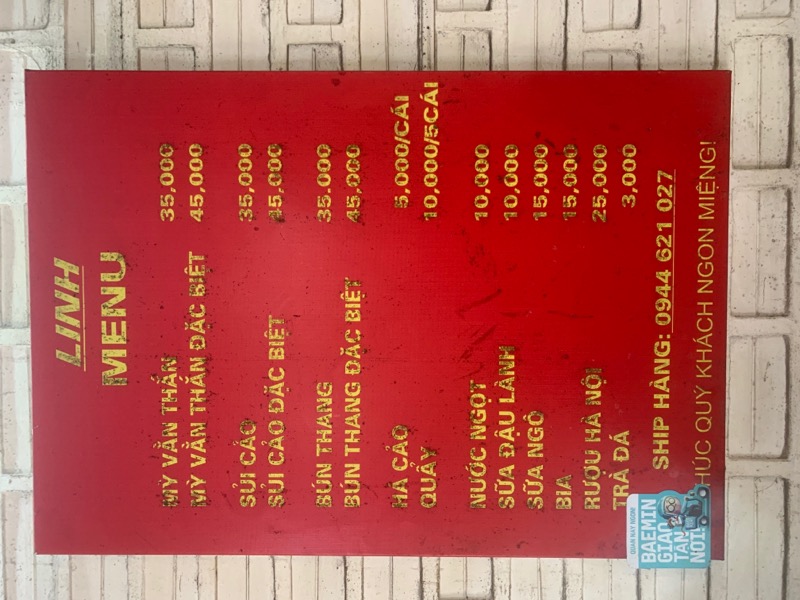 LINH
MENU
MỲ VẰN THẮN 35,000
MỲ VẰN THẮN ĐẶC BIỆT 45,000
SỦI CẢO 35,000
SỦI CẢO ĐẶC BIỆT 45,000
BÚN THANG 35.000
BÚN THANG ĐẶC BIỆT 45,000
HÁ CẢO 5,000/CÁI
QUẨY 10,000/5CÁI
NƯỚC NGỌT 10,000
SỮA ĐẬU LÀNH 10,000
SỮA NGÔ 15,000
BIA 15,000
RƯỢU HÀ NỘI 25,000
TRÀ ĐÁ 3,000
SHIP HÀNG: 0944 621 027
HÚC QUÝ KHÁCH NGON MIỆNG!
QUAN NAY NGON!
BAEMIN
GIAO
TẬN
NƠI!